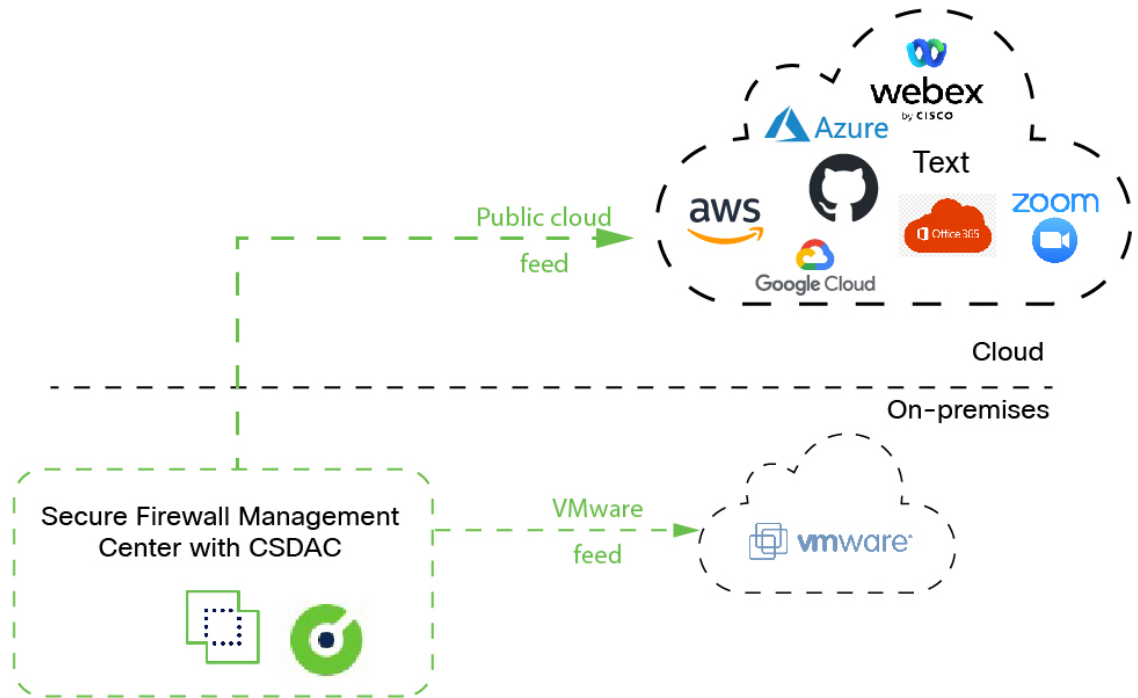 webex
by CISCO
Azure
Text
aws
Office 365
zoom
Google Cloud
Public cloud
feed
Cloud
On-premises
Secure Firewall Management
Center with CSDAC
VMware
feed
vmware®